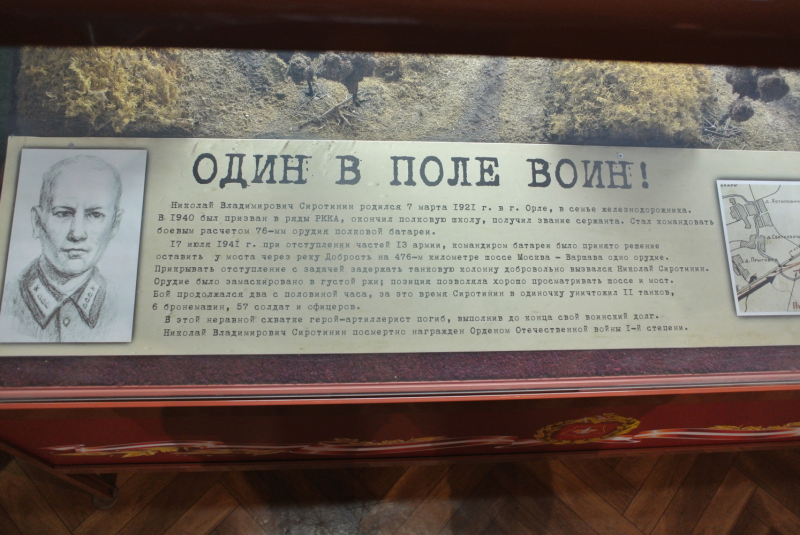 ОДИН В ПОЛЕ ВОИН!
Николай Владимирович Сиротинин родился 7 марта 1921 г. в г. Орле, в семье железнодорожника.
В 1940 был призван в ряды РККА, окончил полковую школу, получил звание сержанта. Стал командовать
боевым расчетом 76-мм орудия полковой батареи.
17 июля 1941 г. при отступлении частей 13 армии, командиром батареи было принято решение
оставить у моста через реку Добрость на 476-м километре шоссе Москва - Варшава одно орудие.
Прикрывать отступление с задачей задержать танковую колонну добровольно вызвался Николай Сиротинин.
Орудие было замаскировано в густой ржи; позиция позволяла хорошо просматривать шоссе и мост.
Бой продолжался два с половиной часа, за это время Сиротинин в одиночку уничтожил II танков,
6 бронемашин, 57 солдат и офицеров.
В этой неравной схватке герой-артиллерист погиб, выполнив до конца свой воинский долг.
Николай Владимирович Сиротинин посмертно награжден Орденом Отечественной войны I-й степени.